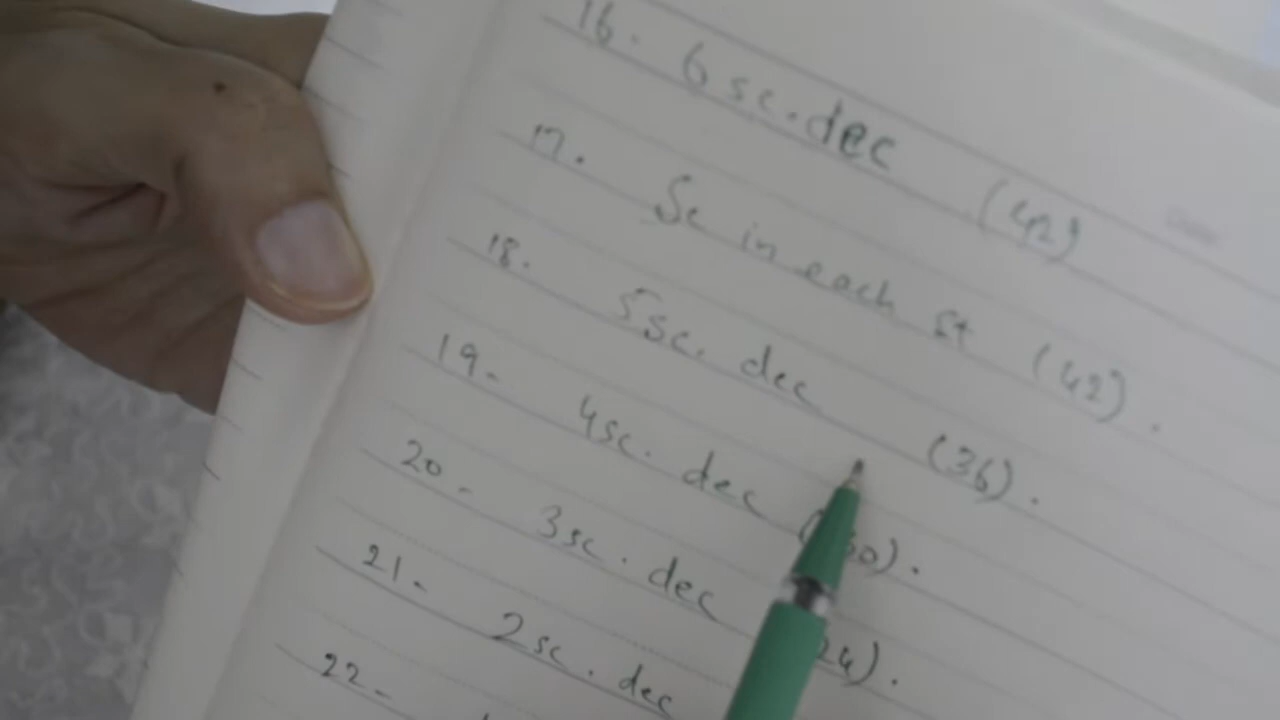 16. 6sc.dec (42)
17. Sc in each st (42).
18. 5sc. dec (36).
19- 4sc. dec
20- 3sc. dec
21- 2sc. dec
22-